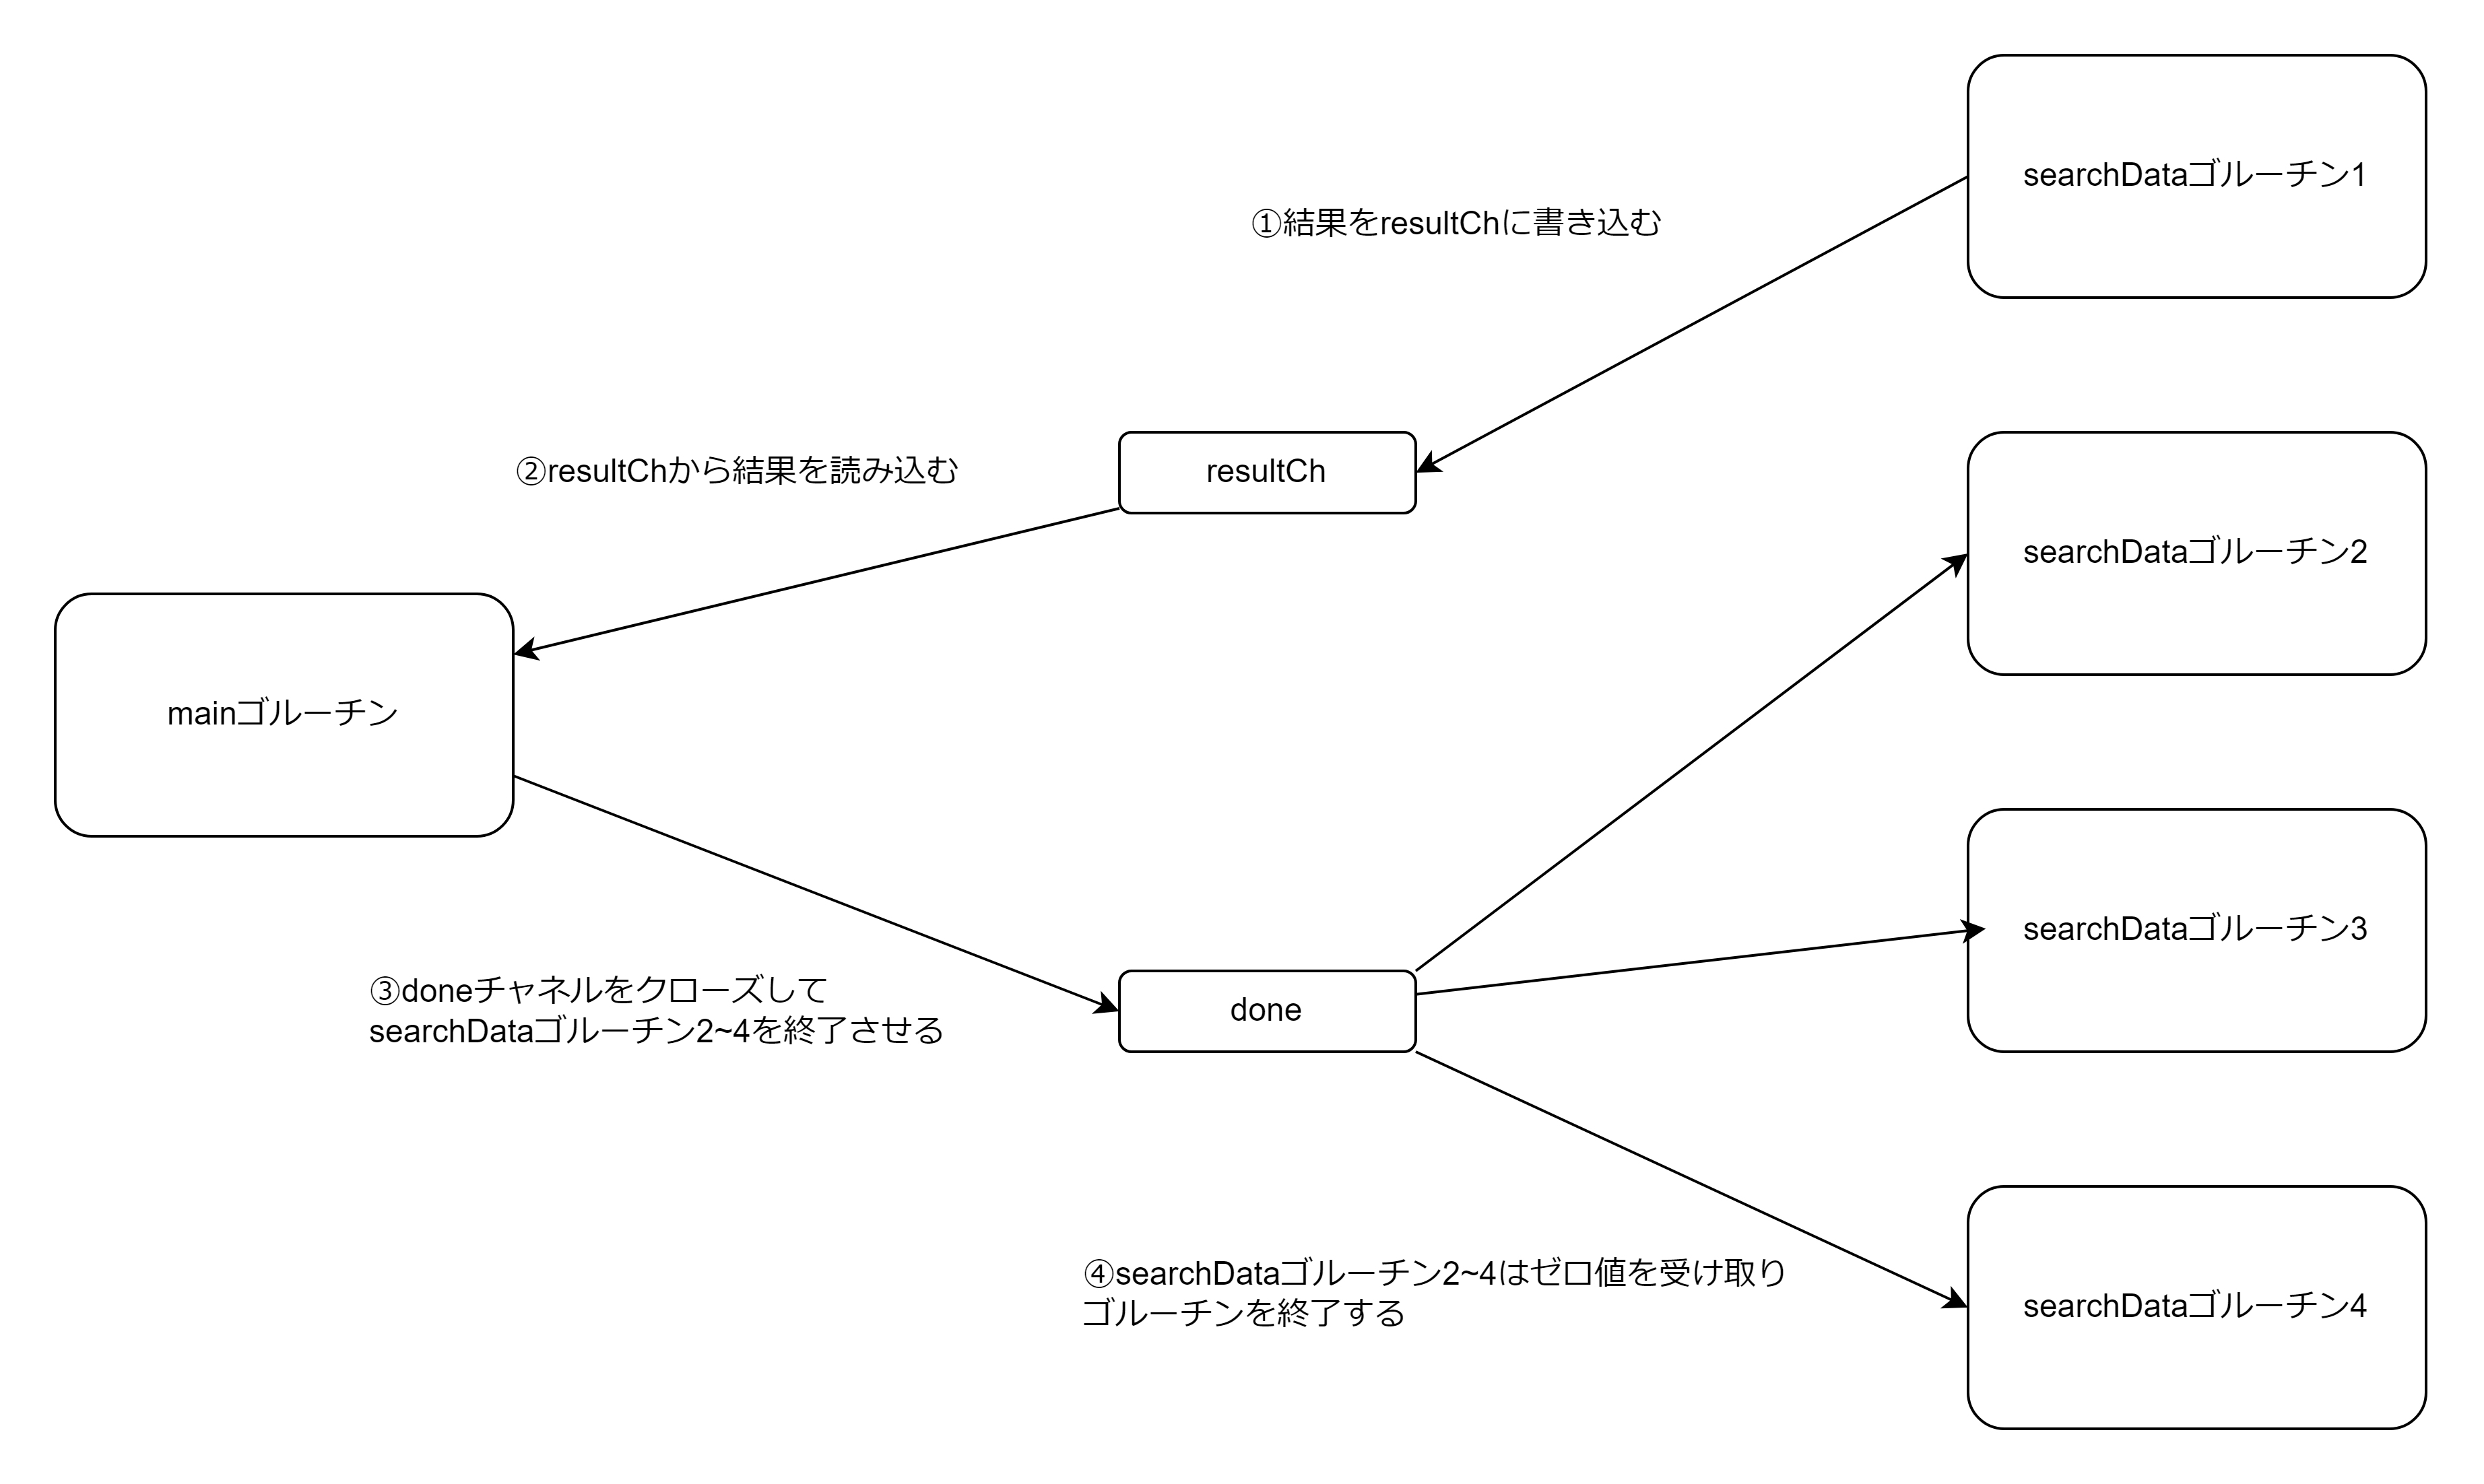 searchDataゴルーチン1
①結果をresultChに書き込む
②resultChから結果を読み込む
resultCh
searchDataゴルーチン2
mainゴルーチン
searchDataゴルーチン3
③doneチャネルをクローズして
searchDataゴルーチン2~4を終了させる
done
④searchDataゴルーチン2~4はゼロ値を受け取り
ゴルーチンを終了する
searchDataゴルーチン4